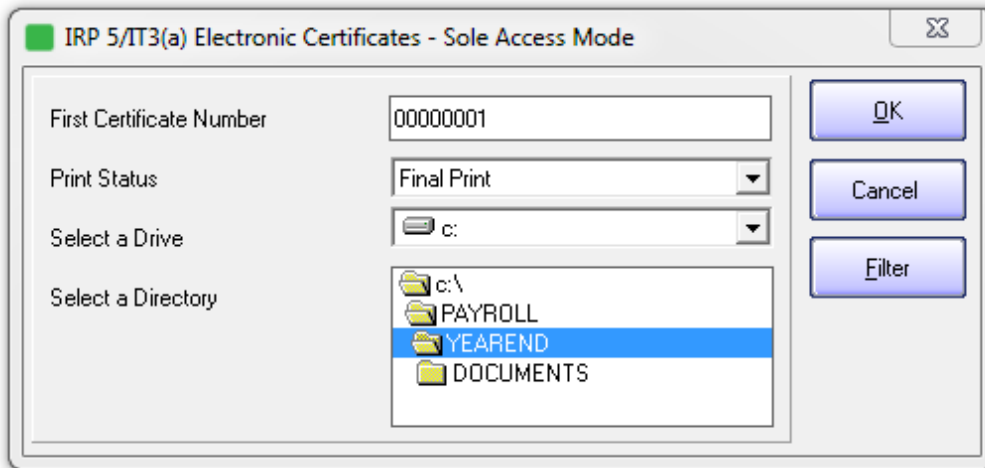 IRP 5/IT3(a) Electronic Certificates - Sole Access Mode
First Certificate Number 00000001
OK
Print Status Final Print
Cancel
Select a Drive c:
Filter
Select a Directory c:\
PAYROLL
YEAREND
DOCUMENTS